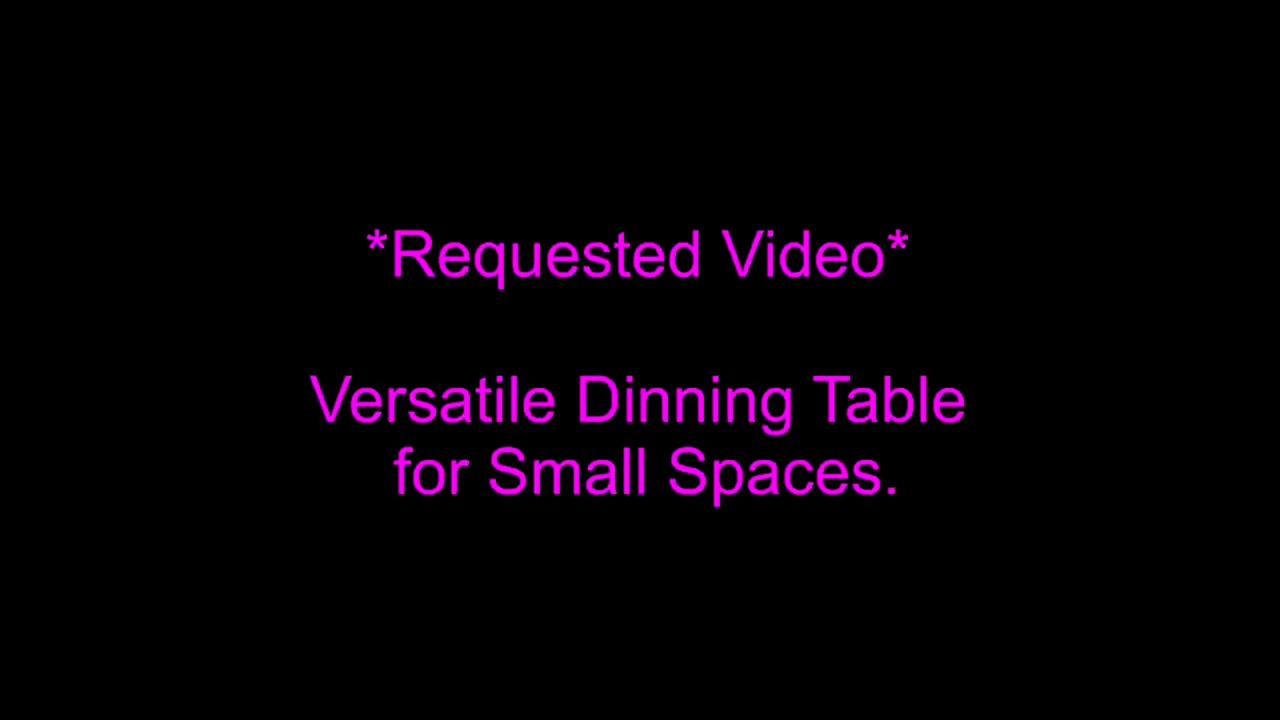 *Requested Video*
Versatile Dinning Table
for Small Spaces.